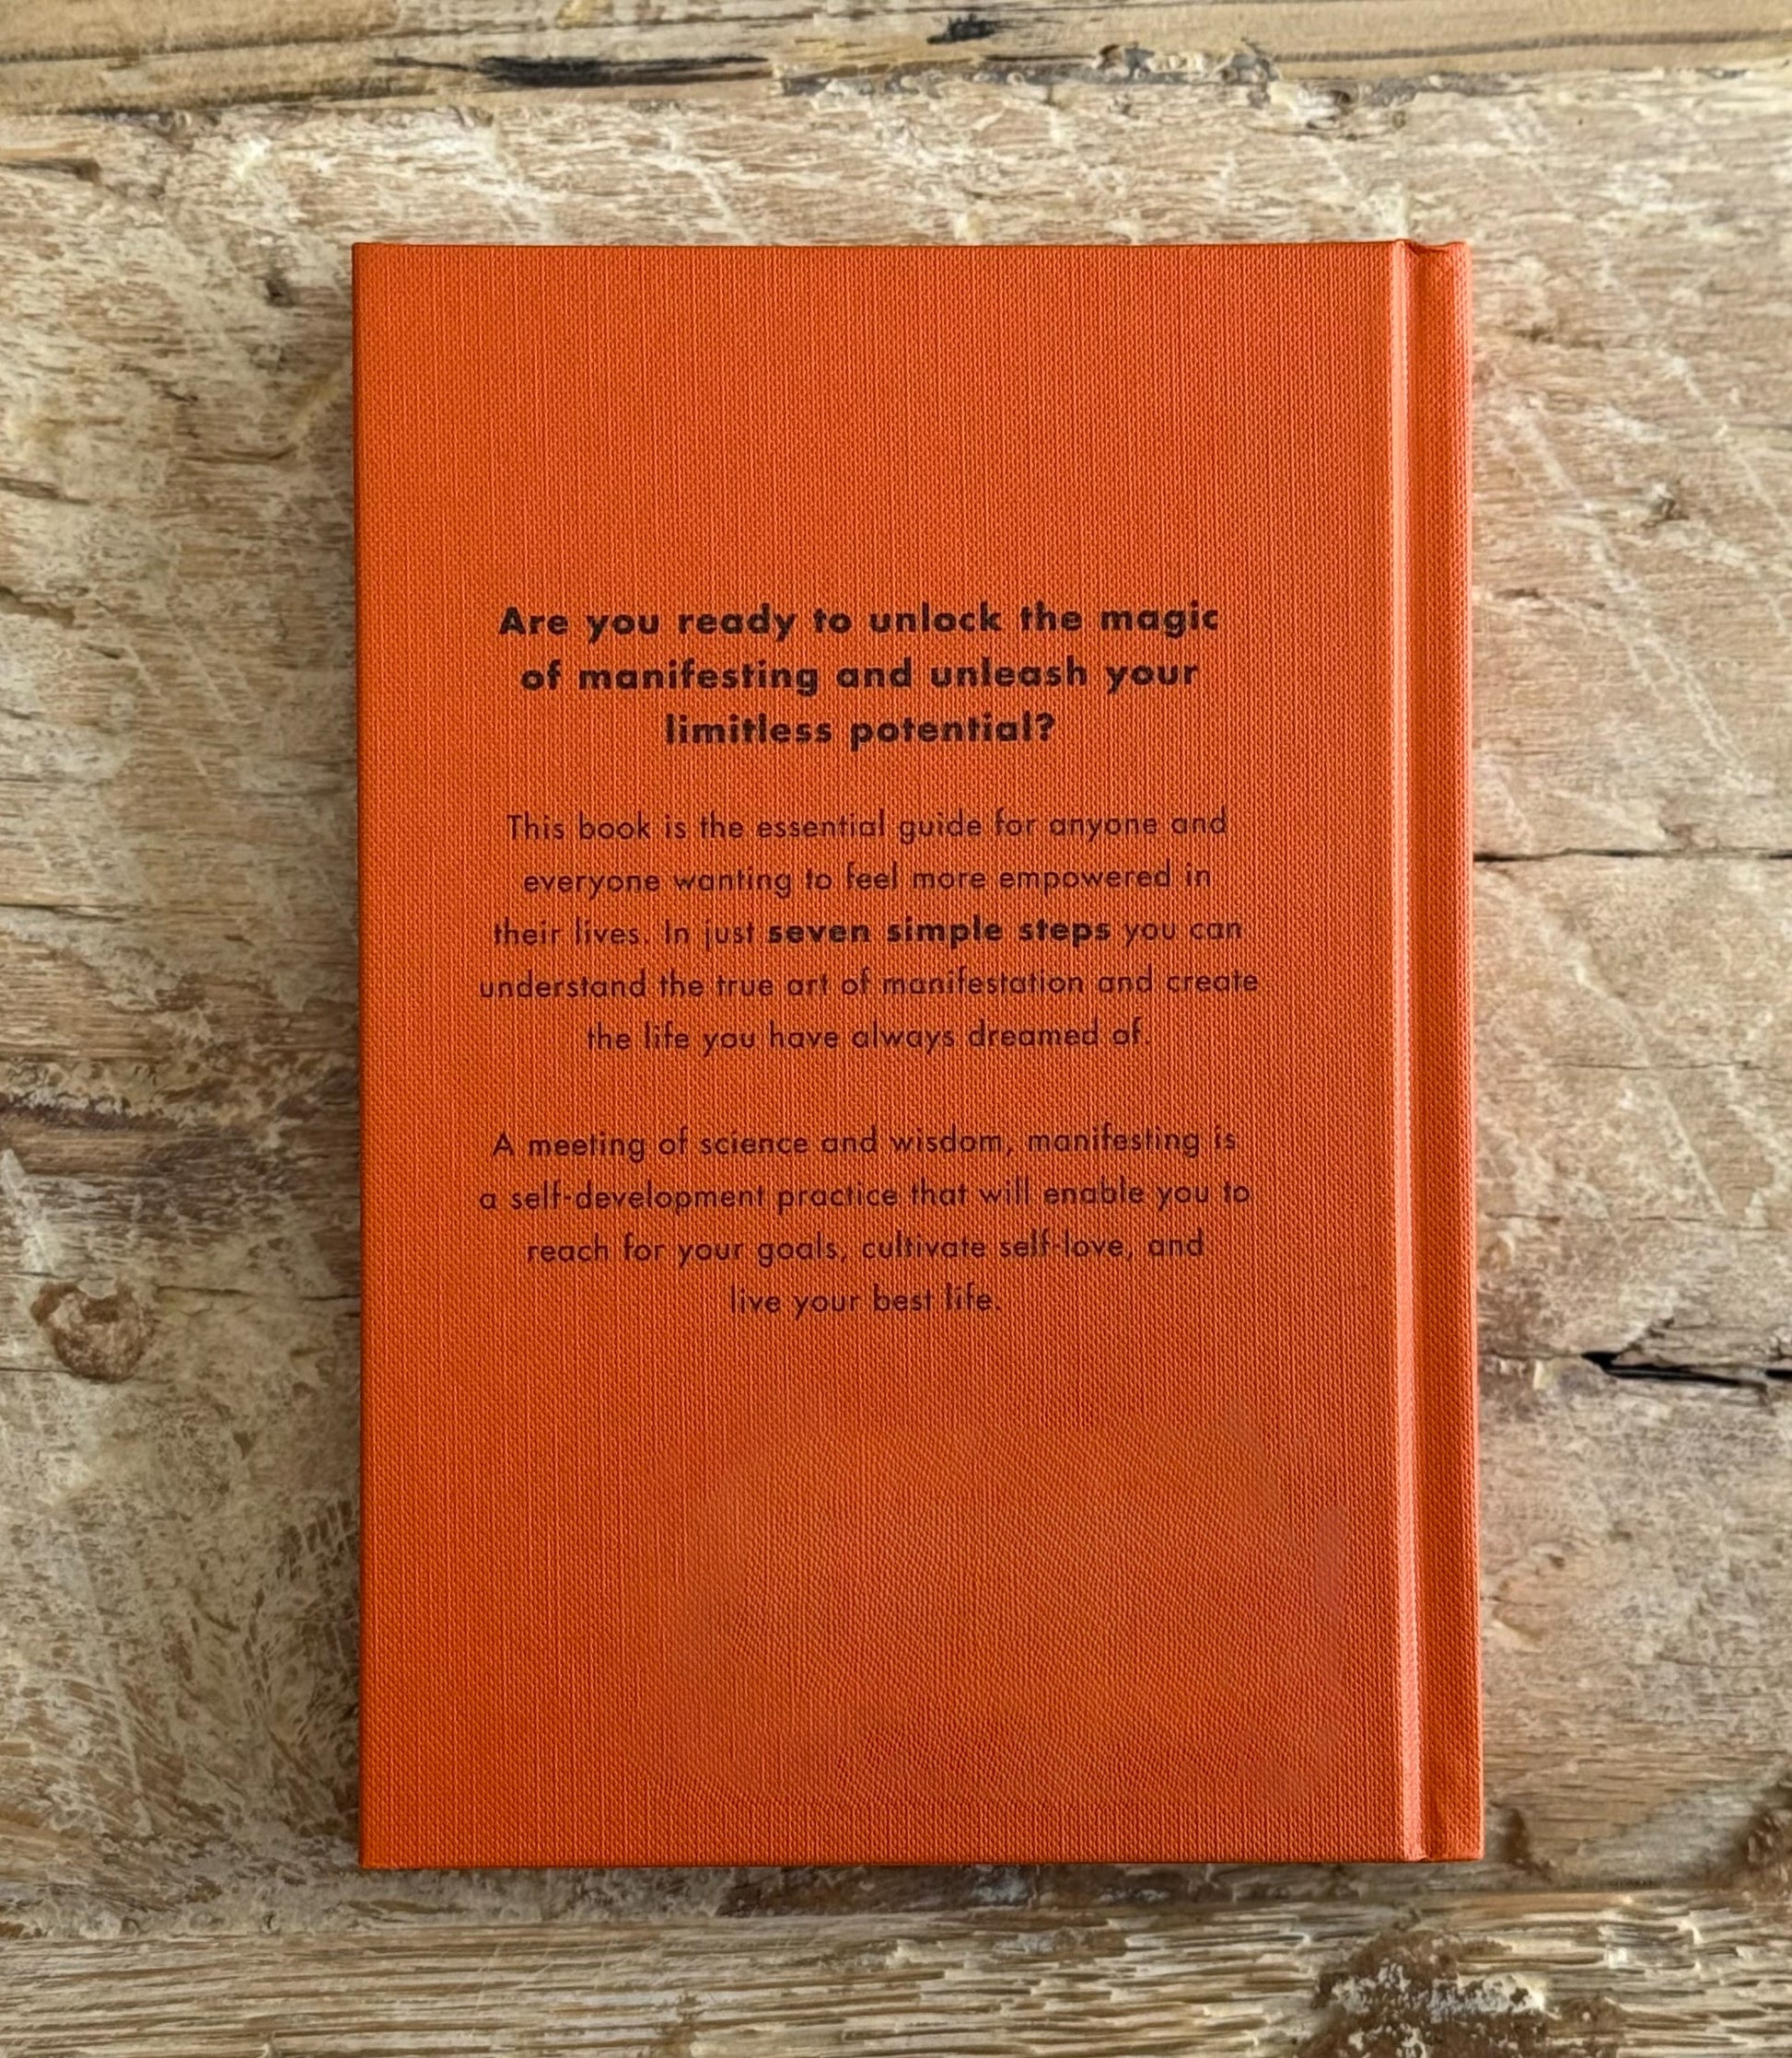 Are you ready to unlock the magic
of manifesting and unleash your
limitless potential?
This book is the essential guide for anyone and
everyone wanting to feel more empowered in
their lives. In just seven simple steps you can
understand the true art of manifestation and create
the life you have always dreamed of.
A meeting of science and wisdom, manifesting is
a self-development practice that will enable you to
reach for your goals, cultivate self-love, and
live your best life.